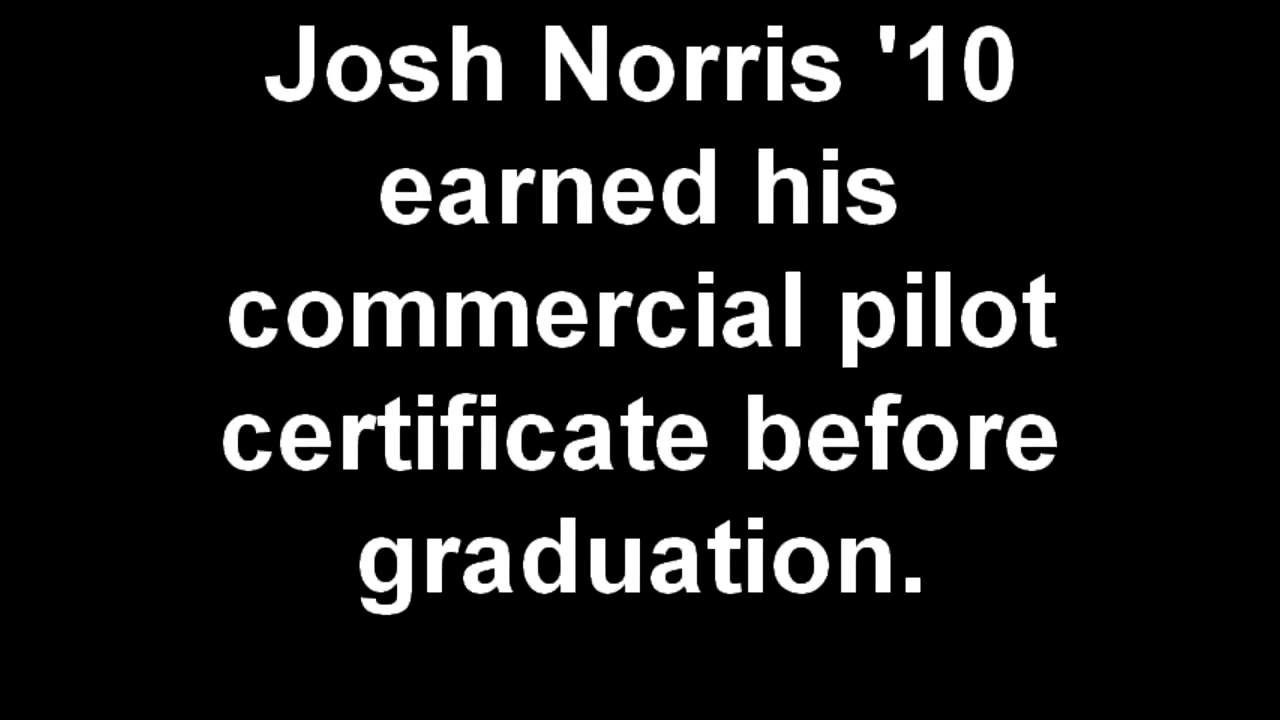 Josh Norris '10
earned his
commercial pilot
certificate before
graduation.